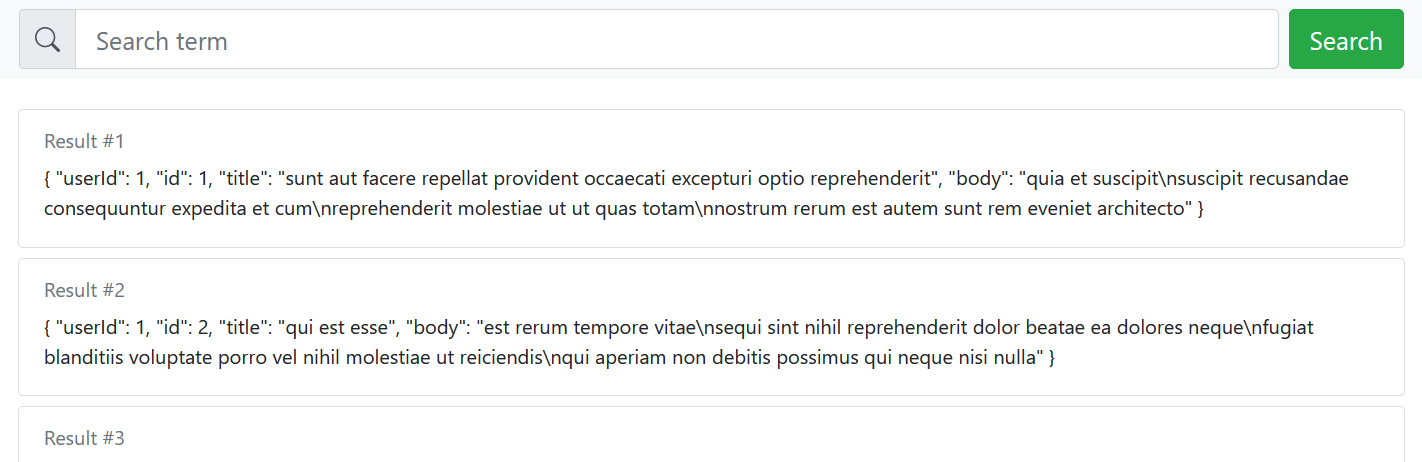 Search term
Search
Result #1
{ "userId": 1, "id": 1, "title": "sunt aut facere repellat provident occaecati excepturi optio reprehenderit", "body": "quia et suscipit\nsuscipit recusandae
consequuntur expedita et cum\nreprehenderit molestiae ut ut quas totam\nnostrum rerum est autem sunt rem eveniet architecto" }
Result #2
{ "userId": 1, "id": 2, "title": "qui est esse", "body": "est rerum tempore vitae\nsequi sint nihil reprehenderit dolor beatae ea dolores neque\nfugiat
blanditiis voluptate porro vel nihil molestiae ut reiciendis\nqui aperiam non debitis possimus qui neque nisi nulla" }
Result #3